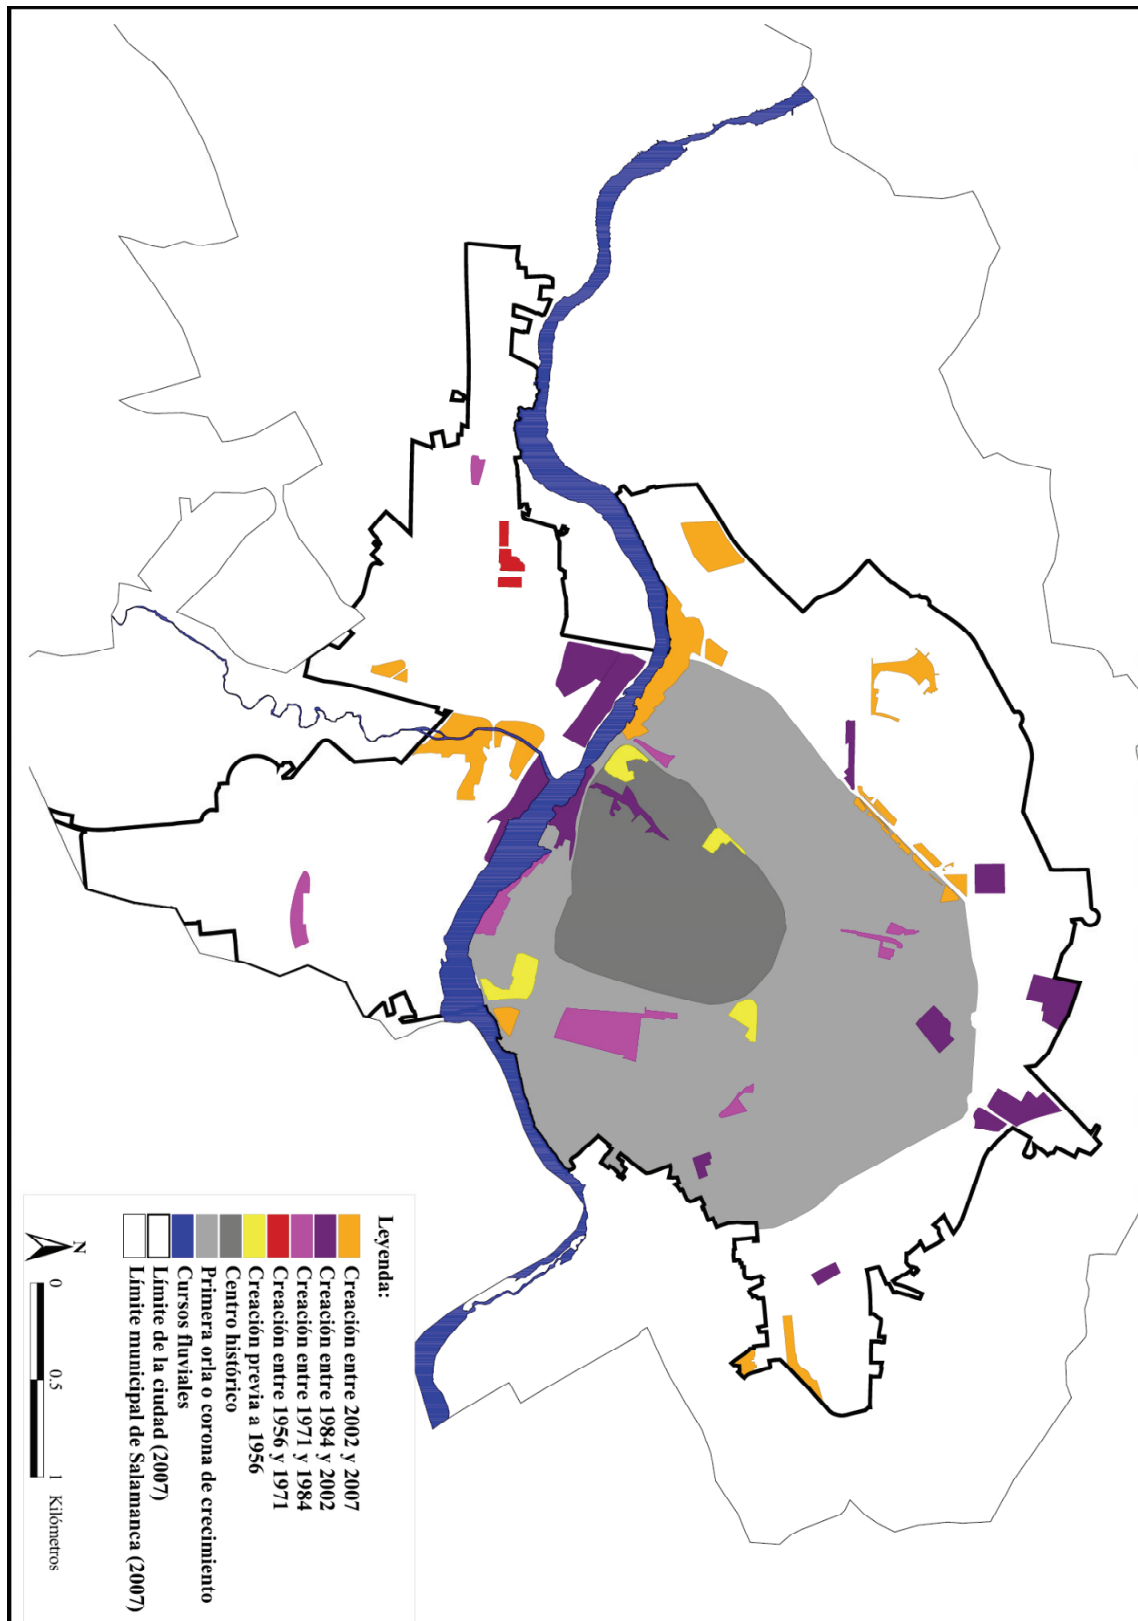 Leyenda:
Creación entre 2002 y 2007
Creación entre 1984 y 2002
Creación entre 1971 y 1984
Creación entre 1956 y 1971
Creación previa a 1956
Centro histórico
Primera orla o corona de crecimiento
Cursos fluviales
Límite de la ciudad (2007)
Límite municipal de Salamanca (2007)
N
0 0.5 1 Kilómetros